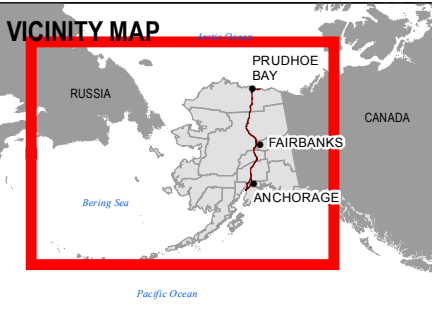 VICINITY MAP
Arctic Ocean
PRUDHOE
BAY
RUSSIA
CANADA
FAIRBANKS
ANCHORAGE
Bering Sea
Pacific Ocean